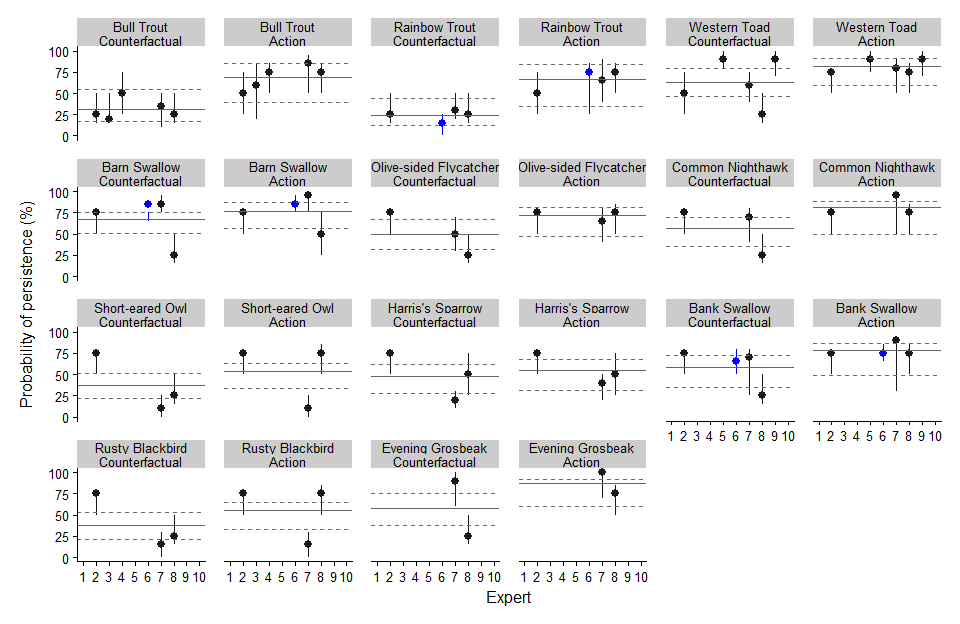 Bull Trout Bull Trout Rainbow Trout Rainbow Trout Western Toad Western Toad
Counterfactual Action Counterfactual Action Counterfactual Action
100
75
50
25
0
Barn Swallow Barn Swallow Olive-sided Flycatcher Olive-sided Flycatcher Common Nighthawk Common Nighthawk
Counterfactual Action Counterfactual Action Counterfactual Action
100
75
50
25
0
Probability of persistence (%)
Short-eared Owl Short-eared Owl Harris's Sparrow Harris's Sparrow Bank Swallow Bank Swallow
Counterfactual Action Counterfactual Action Counterfactual Action
100
75
50
25
0
1 2 3 4 5 6 7 8 9 10 1 2 3 4 5 6 7 8 9 10
Rusty Blackbird Rusty Blackbird Evening Grosbeak Evening Grosbeak
Counterfactual Action Counterfactual Action
100
75
50
25
0
1 2 3 4 5 6 7 8 9 10 1 2 3 4 5 6 7 8 9 10 1 2 3 4 5 6 7 8 9 10 1 2 3 4 5 6 7 8 9 10
Expert